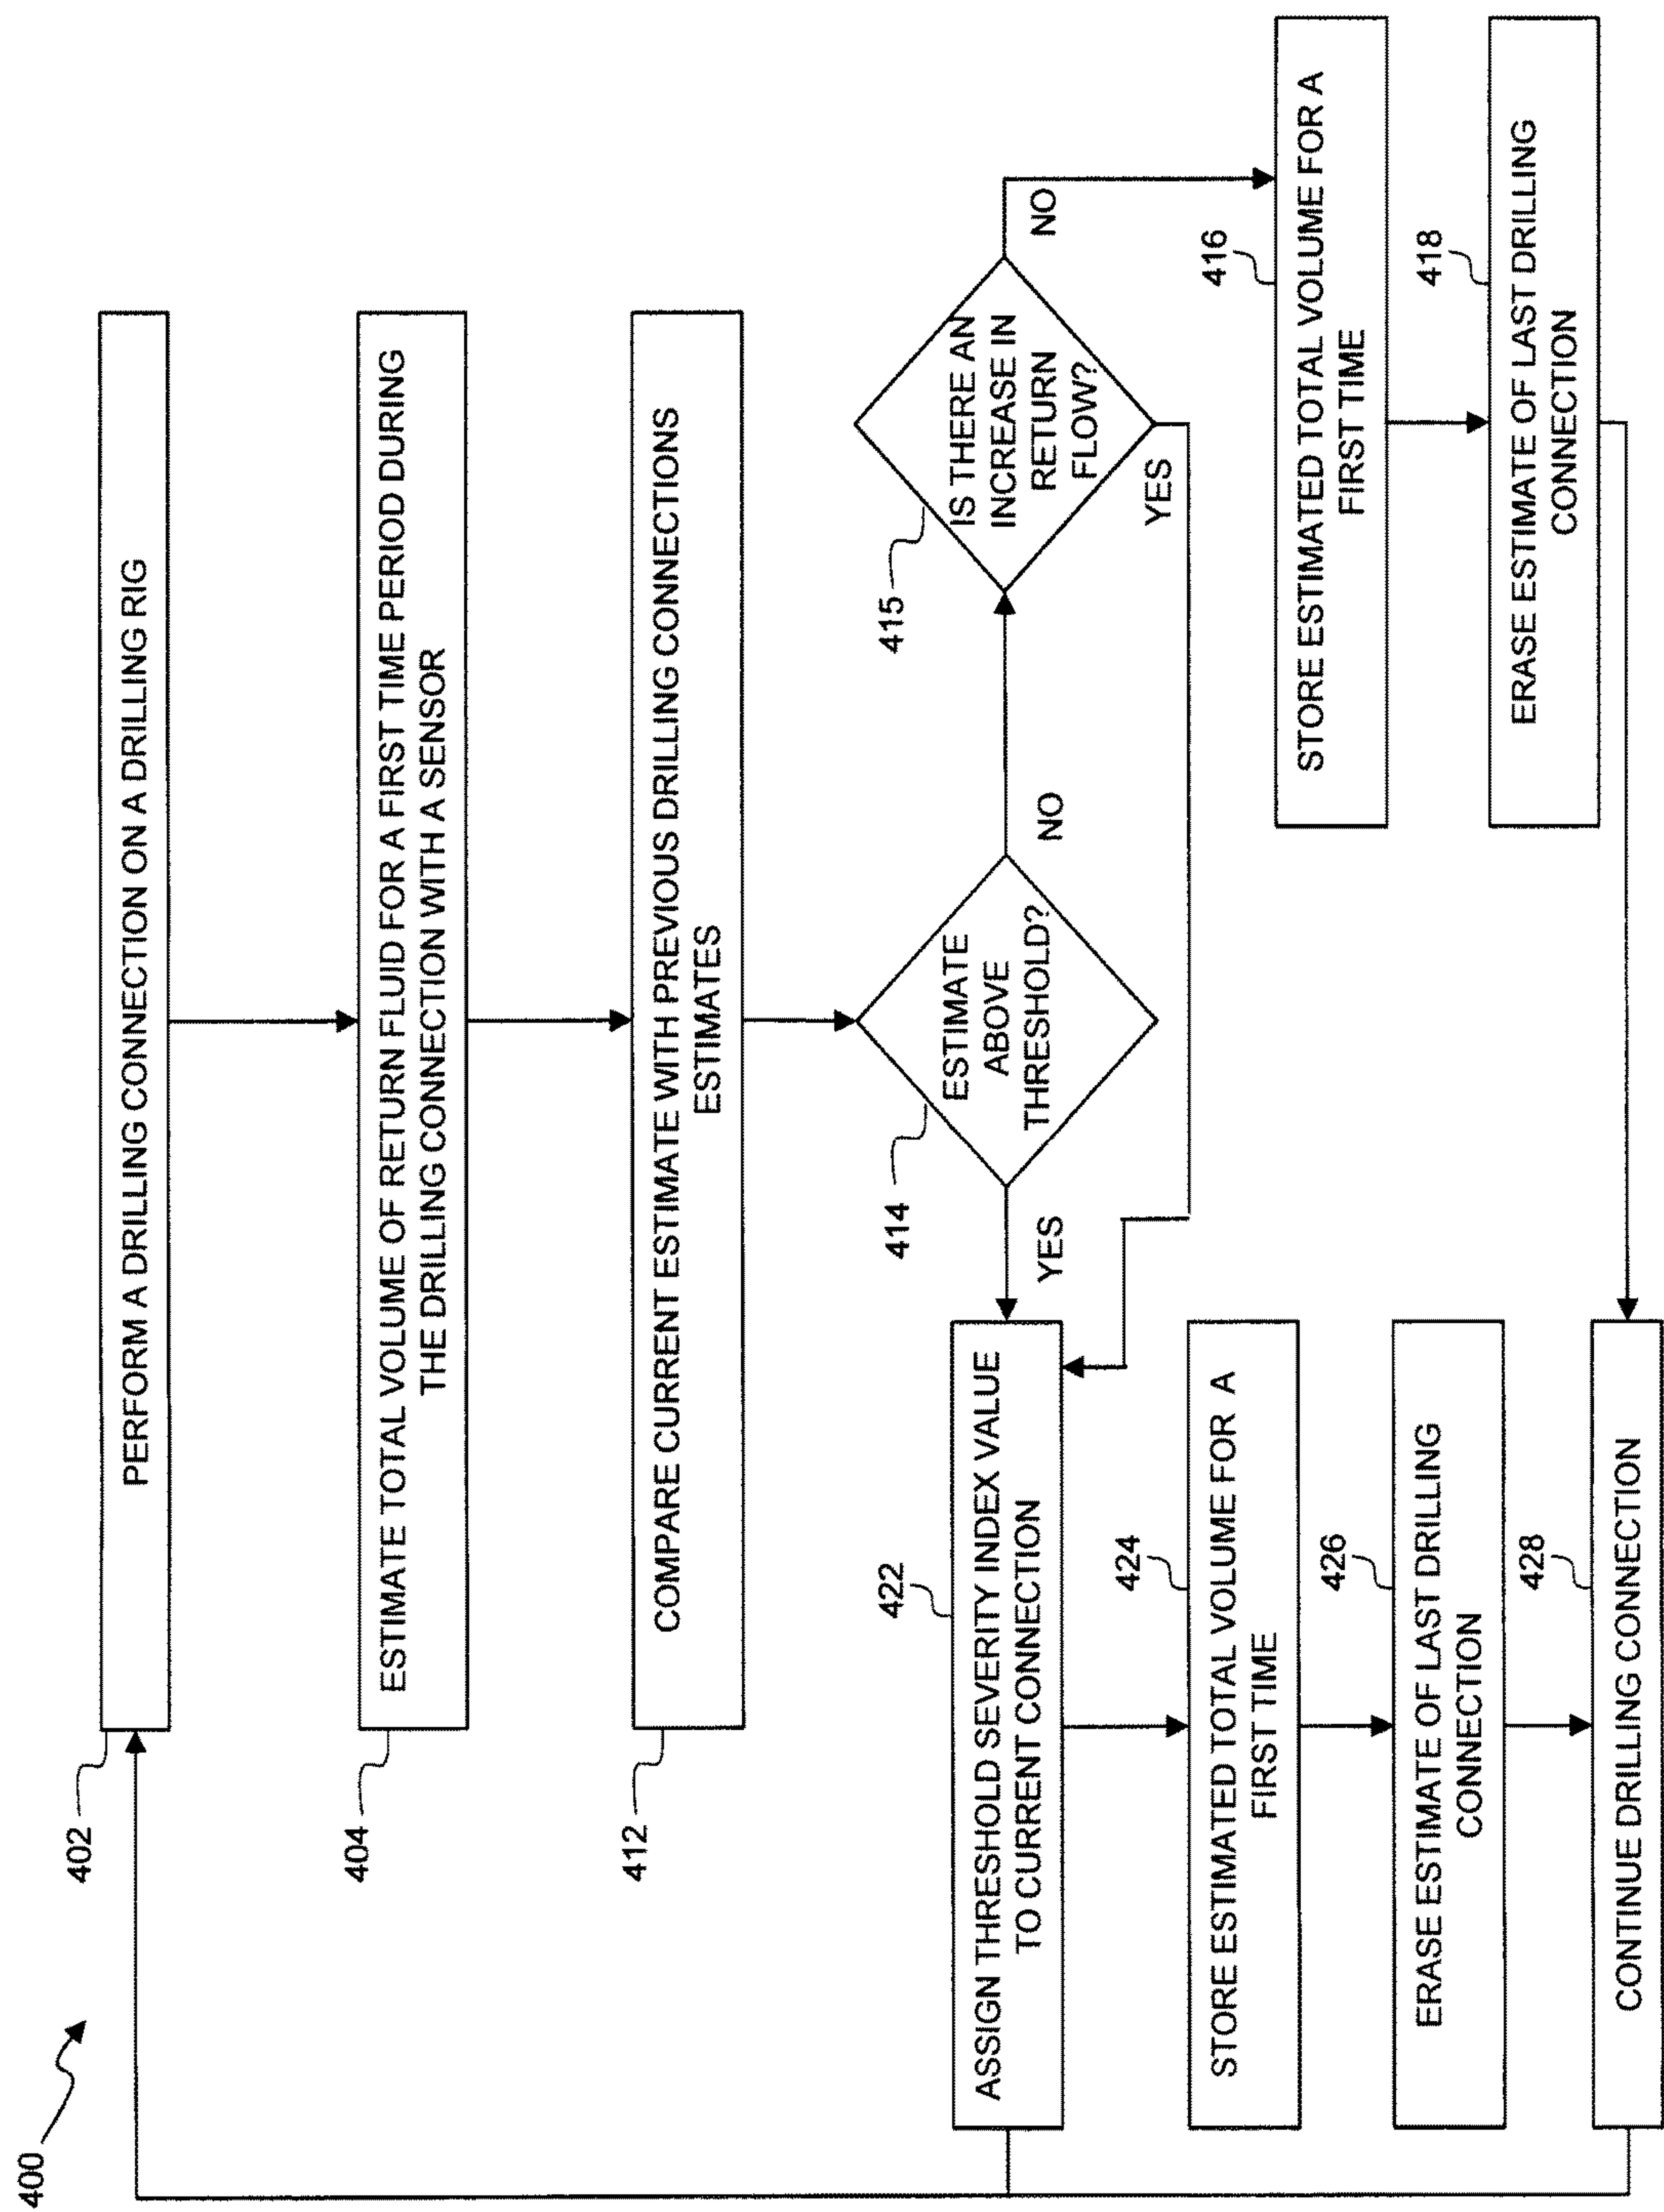 400
402
PERFORM A DRILLING CONNECTION ON A DRILLING RIG
404
ESTIMATE TOTAL VOLUME OF RETURN FLUID FOR A FIRST TIME PERIOD DURING
THE DRILLING CONNECTION WITH A SENSOR
412
COMPARE CURRENT ESTIMATE WITH PREVIOUS DRILLING CONNECTIONS
ESTIMATES
414
ESTIMATE
ABOVE
THRESHOLD?
YES
NO
415
IS THERE AN
INCREASE IN
RETURN
FLOW?
YES
NO
422
ASSIGN THRESHOLD SEVERITY INDEX VALUE
TO CURRENT CONNECTION
416
STORE ESTIMATED TOTAL VOLUME FOR A
FIRST TIME
424
STORE ESTIMATED TOTAL VOLUME FOR A
FIRST TIME
418
ERASE ESTIMATE OF LAST DRILLING
CONNECTION
426
ERASE ESTIMATE OF LAST DRILLING
CONNECTION
428
CONTINUE DRILLING CONNECTION